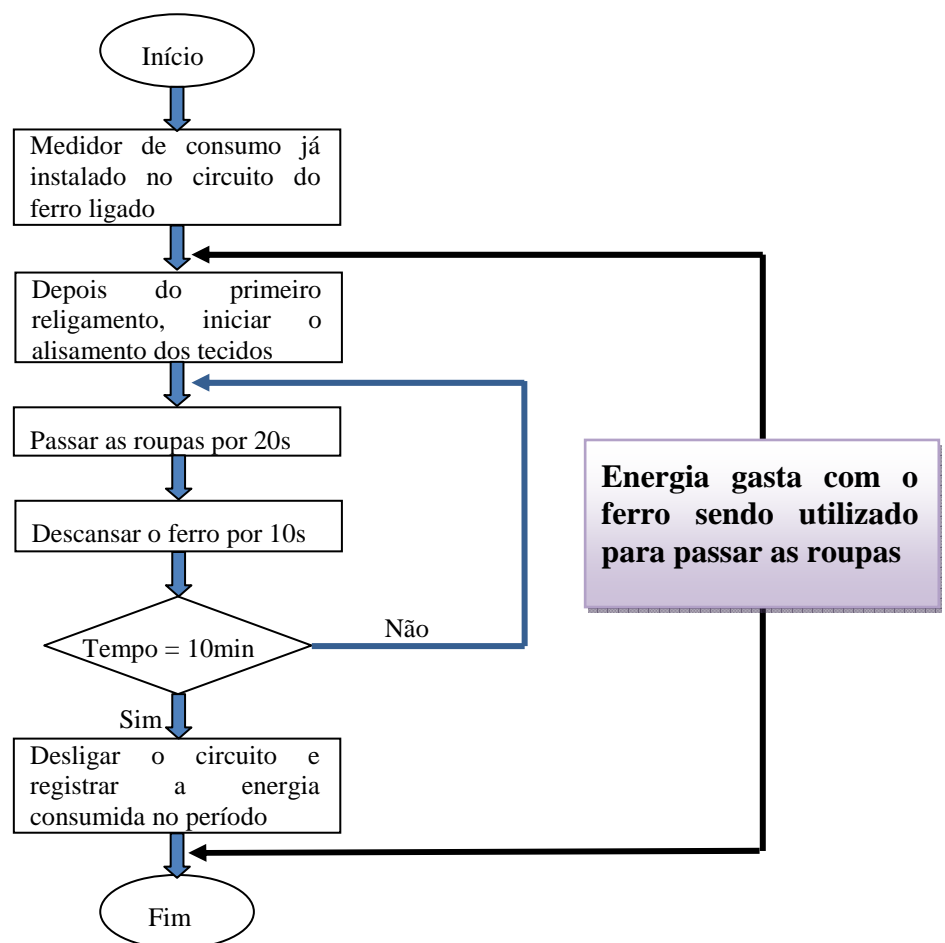 Início
Medidor de consumo já
instalado no circuito do
ferro ligado
Depois do primeiro
religamento, iniciar o
alisamento dos tecidos
Passar as roupas por 20s
Descansar o ferro por 10s
Tempo = 10min
Não
Sim
Desligar o circuito e
registrar a energia
consumida no período
Fim
Energia gasta com o
ferro sendo utilizado
para passar as roupas